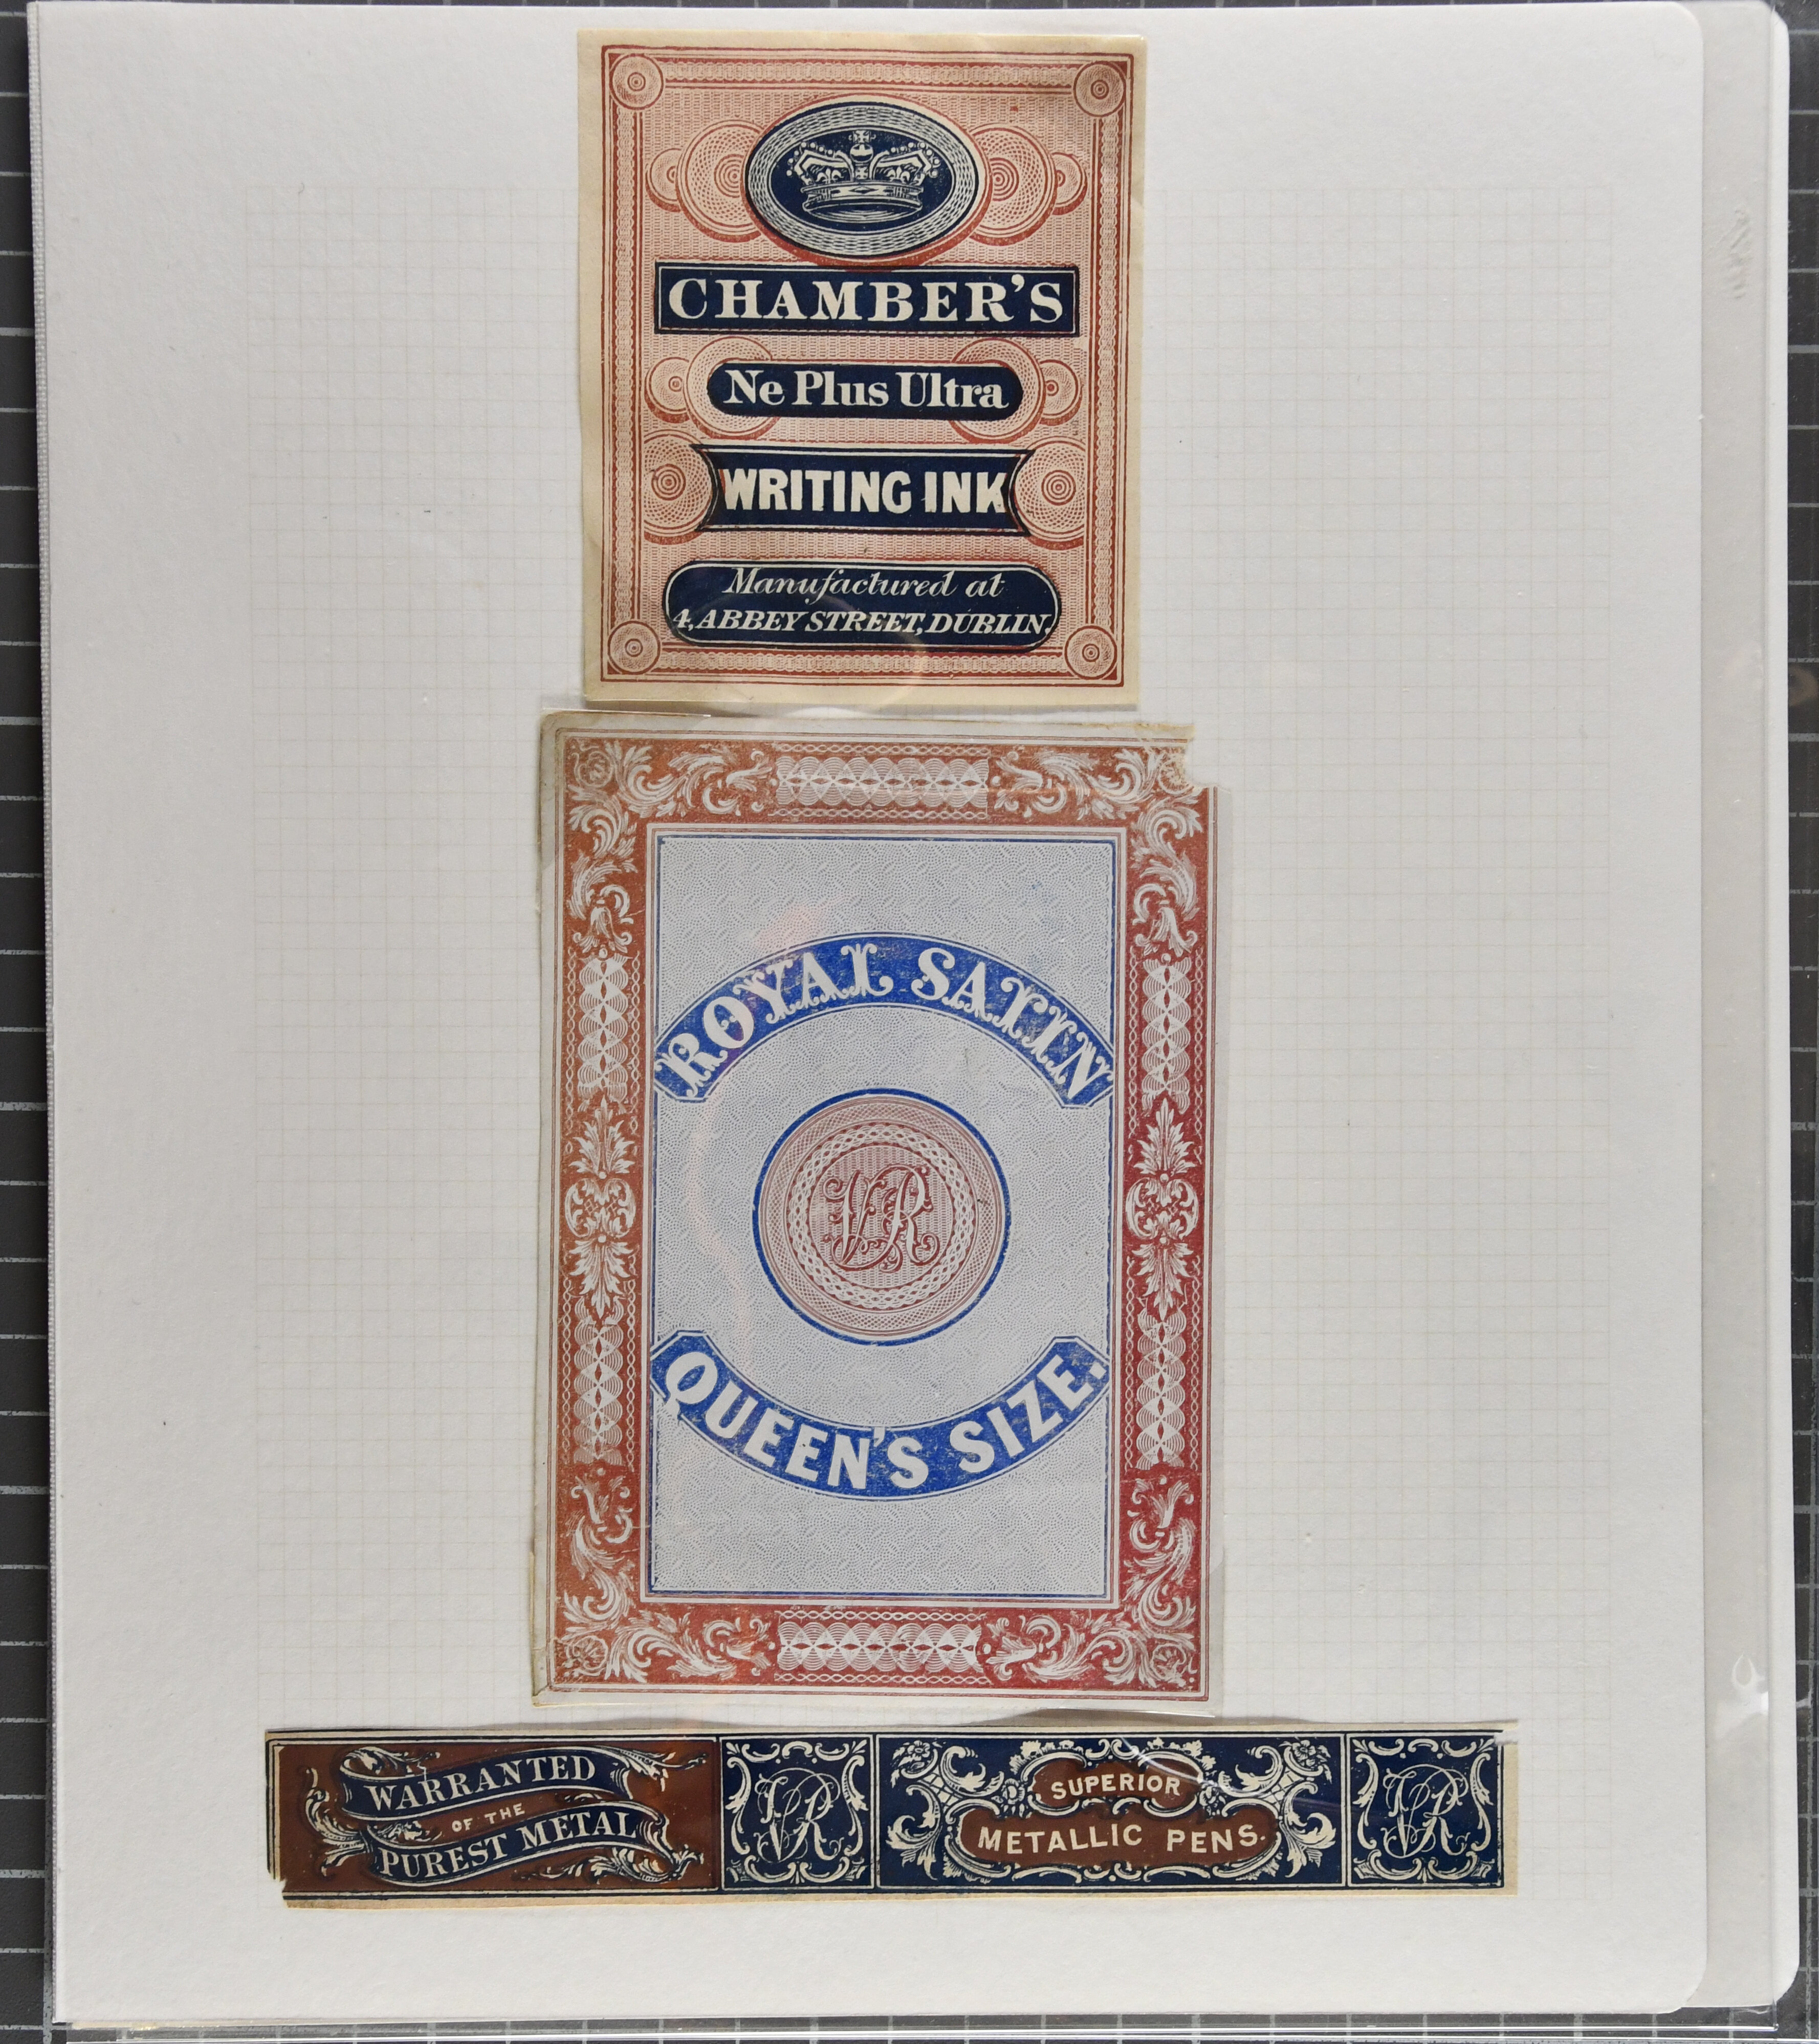 CHAMBER'S
Ne Plus Ultra
WRITING INK
Manufactured at
4, ABBEY STREET, DUBLIN.
ROYAL SATIN
VR
QUEEN'S SIZE.
WARRANTED
OF THE
PUREST METAL
VR
SUPERIOR
METALLIC PENS.
VR